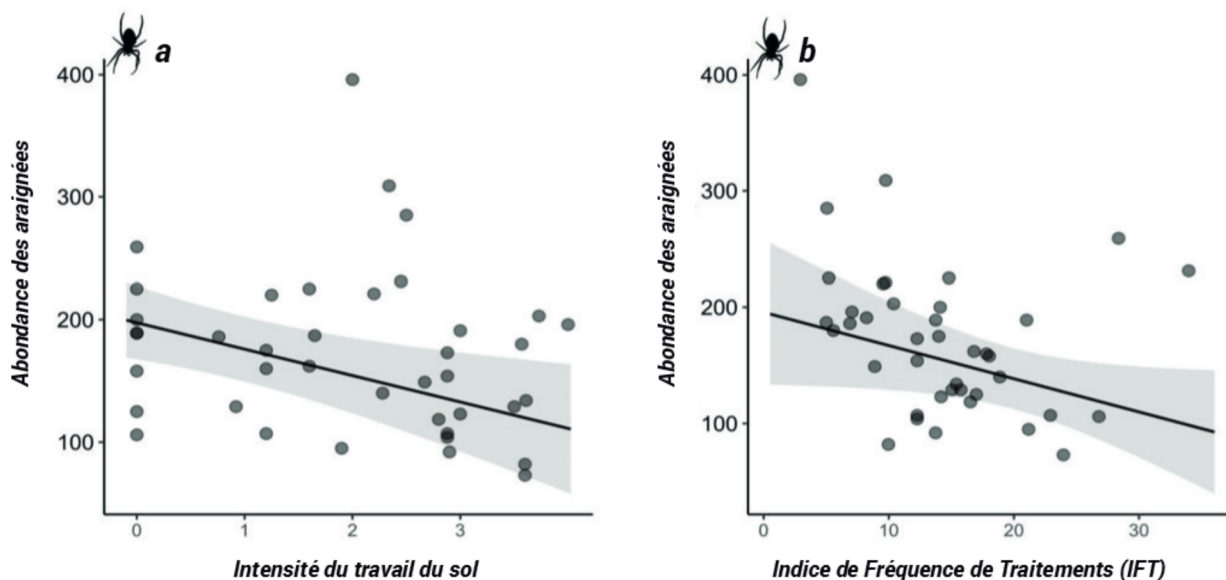 a
400
300
200
100
0
1
2
3
Abondance des araignées
Intensité du travail du sol
b
400
300
200
100
0
10
20
30
Abondance des araignées
Indice de Fréquence de Traitements (IFT)